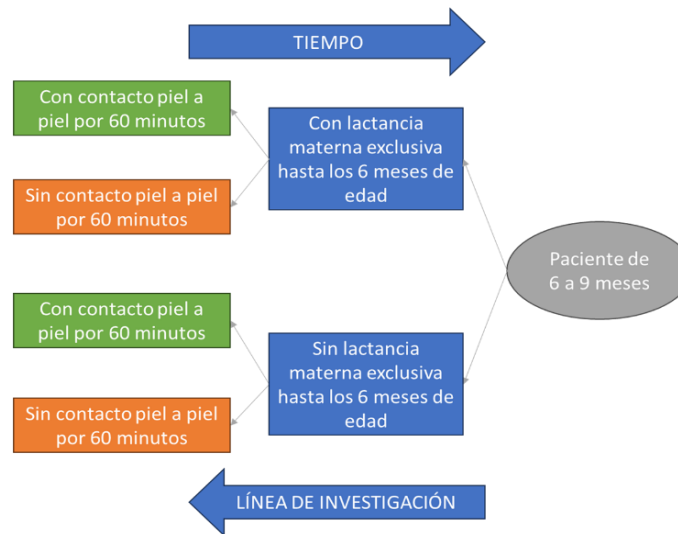 TIEMPO
Con contacto piel a
piel por 60 minutos
Con lactancia
materna exclusiva
hasta los 6 meses de
edad
Sin contacto piel a piel
por 60 minutos
Paciente de
6 a 9 meses
Con contacto piel a
piel por 60 minutos
Sin lactancia
materna exclusiva
hasta los 6 meses de
edad
Sin contacto piel a piel
por 60 minutos
LÍNEA DE INVESTIGACIÓN